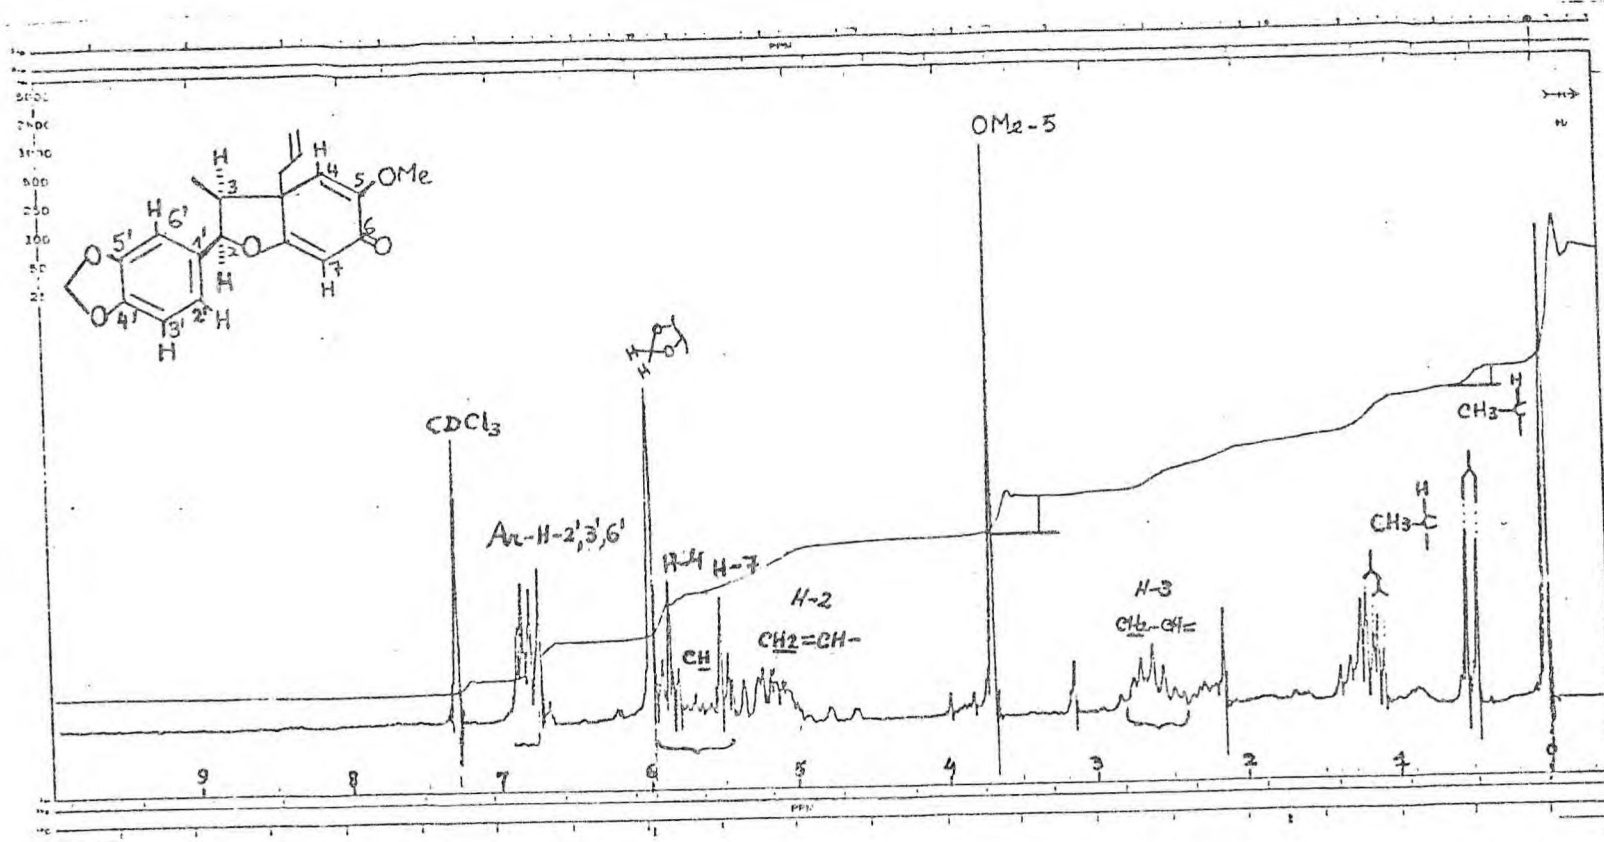 PPM
OMe-5
H
H
4
OMe
3
5
H
6'
6
O
5'
1'
O
O
2
7
H
H
O
4'
2'
H
3'
H
O
H
O
H
CDCl3
H
CH3-C
H
CH3-C
Ar-H-2',3',6'
H-4
H-7
H-2
CH2=CH-
CH
H-3
CH2-CH=
9
8
7
6
5
4
3
2
1
0
PPM